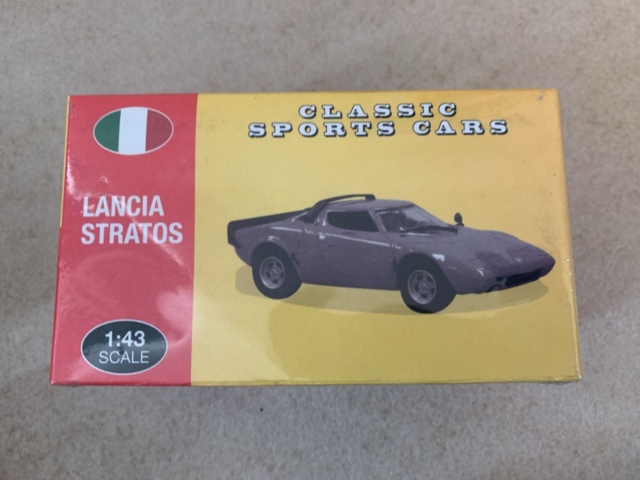 CLASSIC
SPORTS CARS
LANCIA
STRATOS
1:43
SCALE